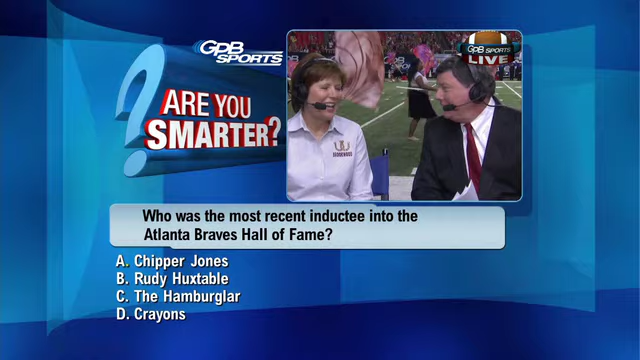 GPB
SPORTS
ARE YOU
SMARTER?
GPB SPORTS
LIVE
Who was the most recent inductee into the
Atlanta Braves Hall of Fame?
A. Chipper Jones
B. Rudy Huxtable
C. The Hamburglar
D. Crayons